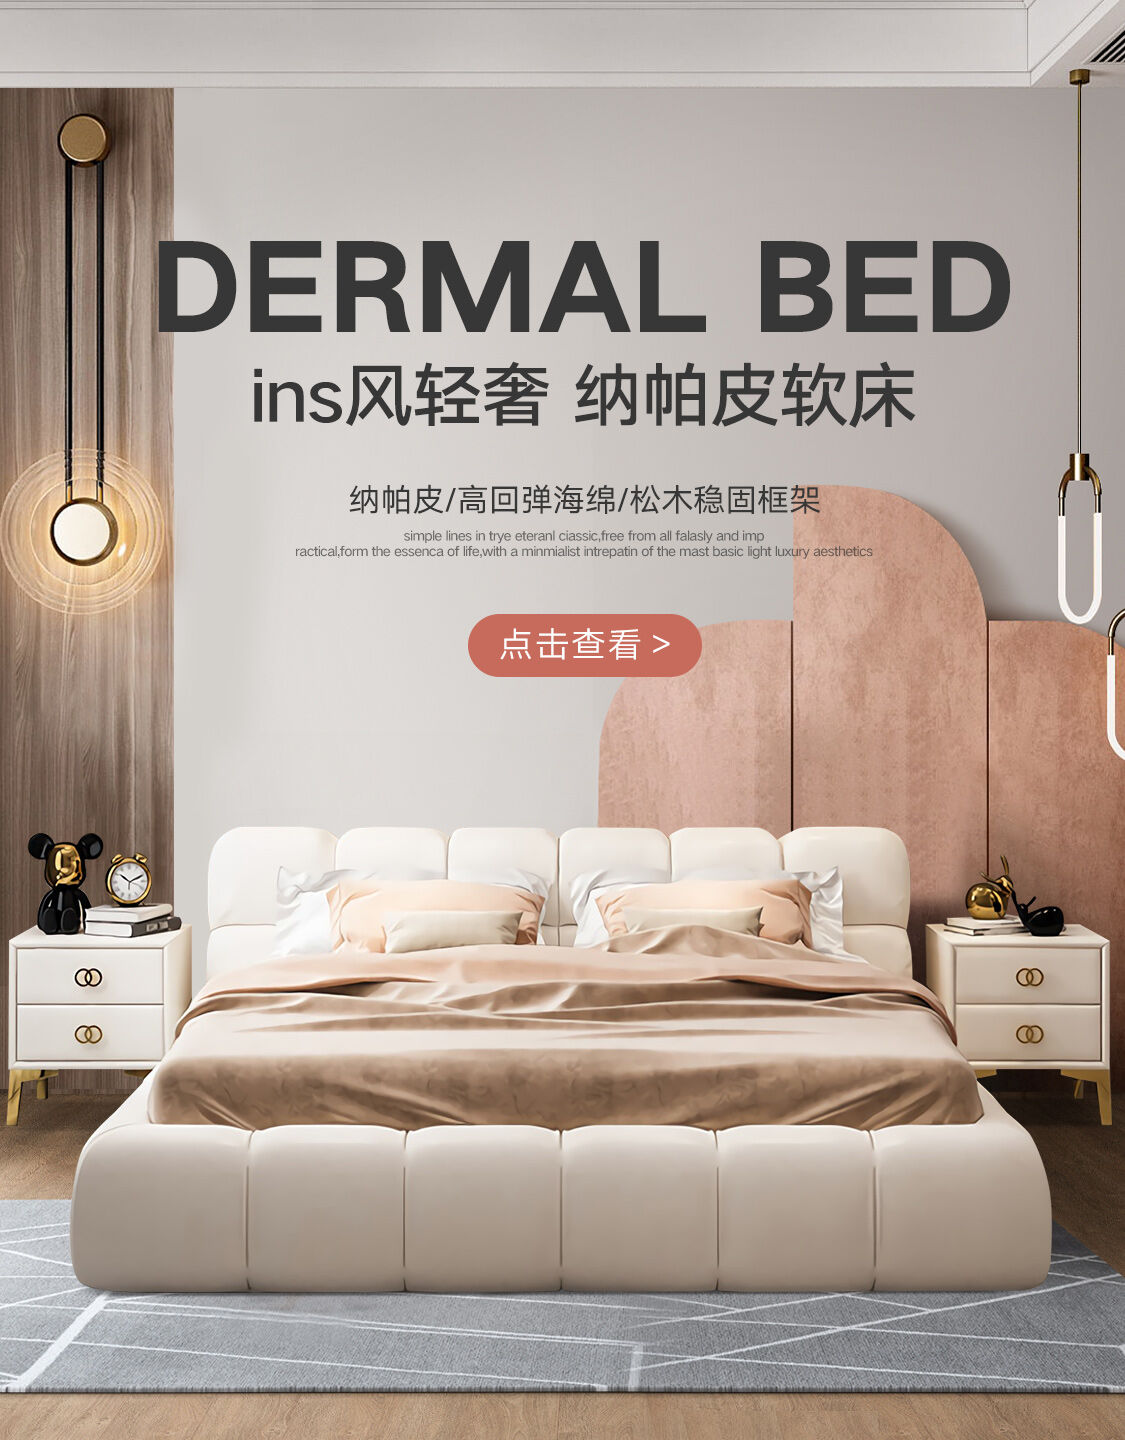 DERMAL BED
ins风轻奢 纳帕皮软床
纳帕皮/高回弹海绵/松木稳固框架
simple lines in trye eteranl ciassic,free from all falasly and imp
ractical,form the essenca of life,with a minmialist intrepatin of the mast basic light luxury aesthetics
点击查看 >